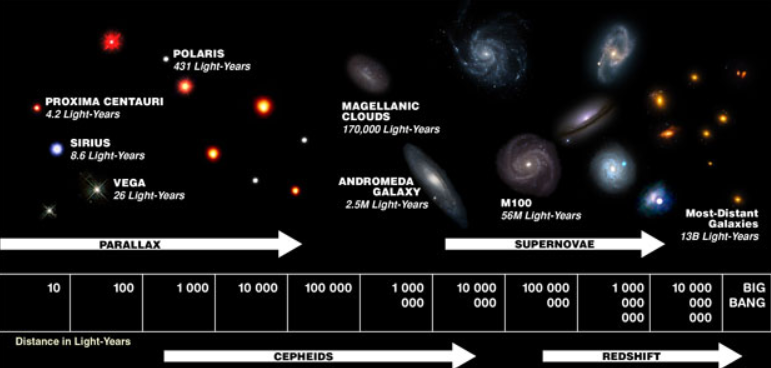 POLARIS
431 Light-Years
PROXIMA CENTAURI
4.2 Light-Years
SIRIUS
8.6 Light-Years
VEGA
26 Light-Years
MAGELLANIC
CLOUDS
170,000 Light-Years
ANDROMEDA
GALAXY
2.5M Light-Years
M100
56M Light-Years
Most-Distant
Galaxies
13B Light-Years
PARALLAX
SUPERNOVAE
10
100
1 000
10 000
100 000
1 000
000
10 000
000
100 000
000
1 000
000
000
10 000
000
000
BIG
BANG
Distance in Light-Years
CEPHEIDS
REDSHIFT